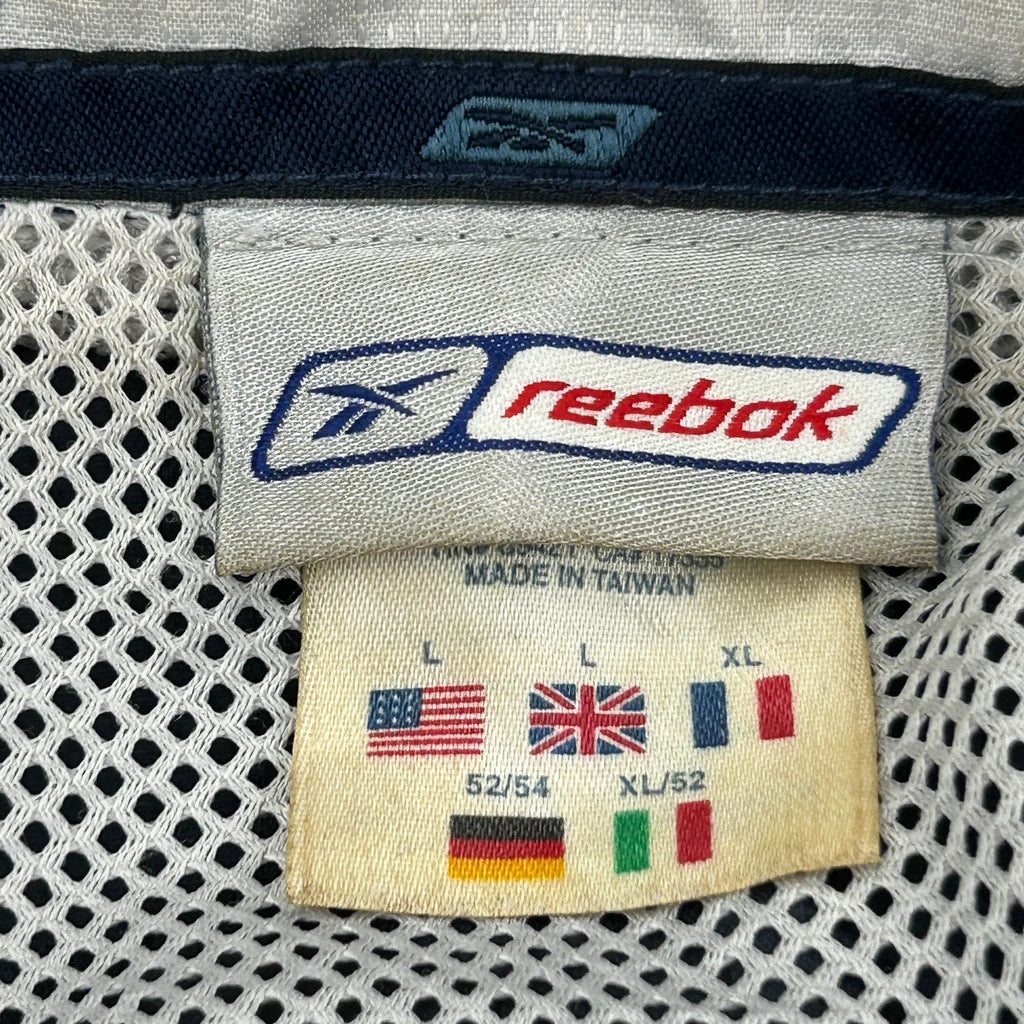 reebok
MADE IN TAIWAN
L L XL
52/54 XL/52